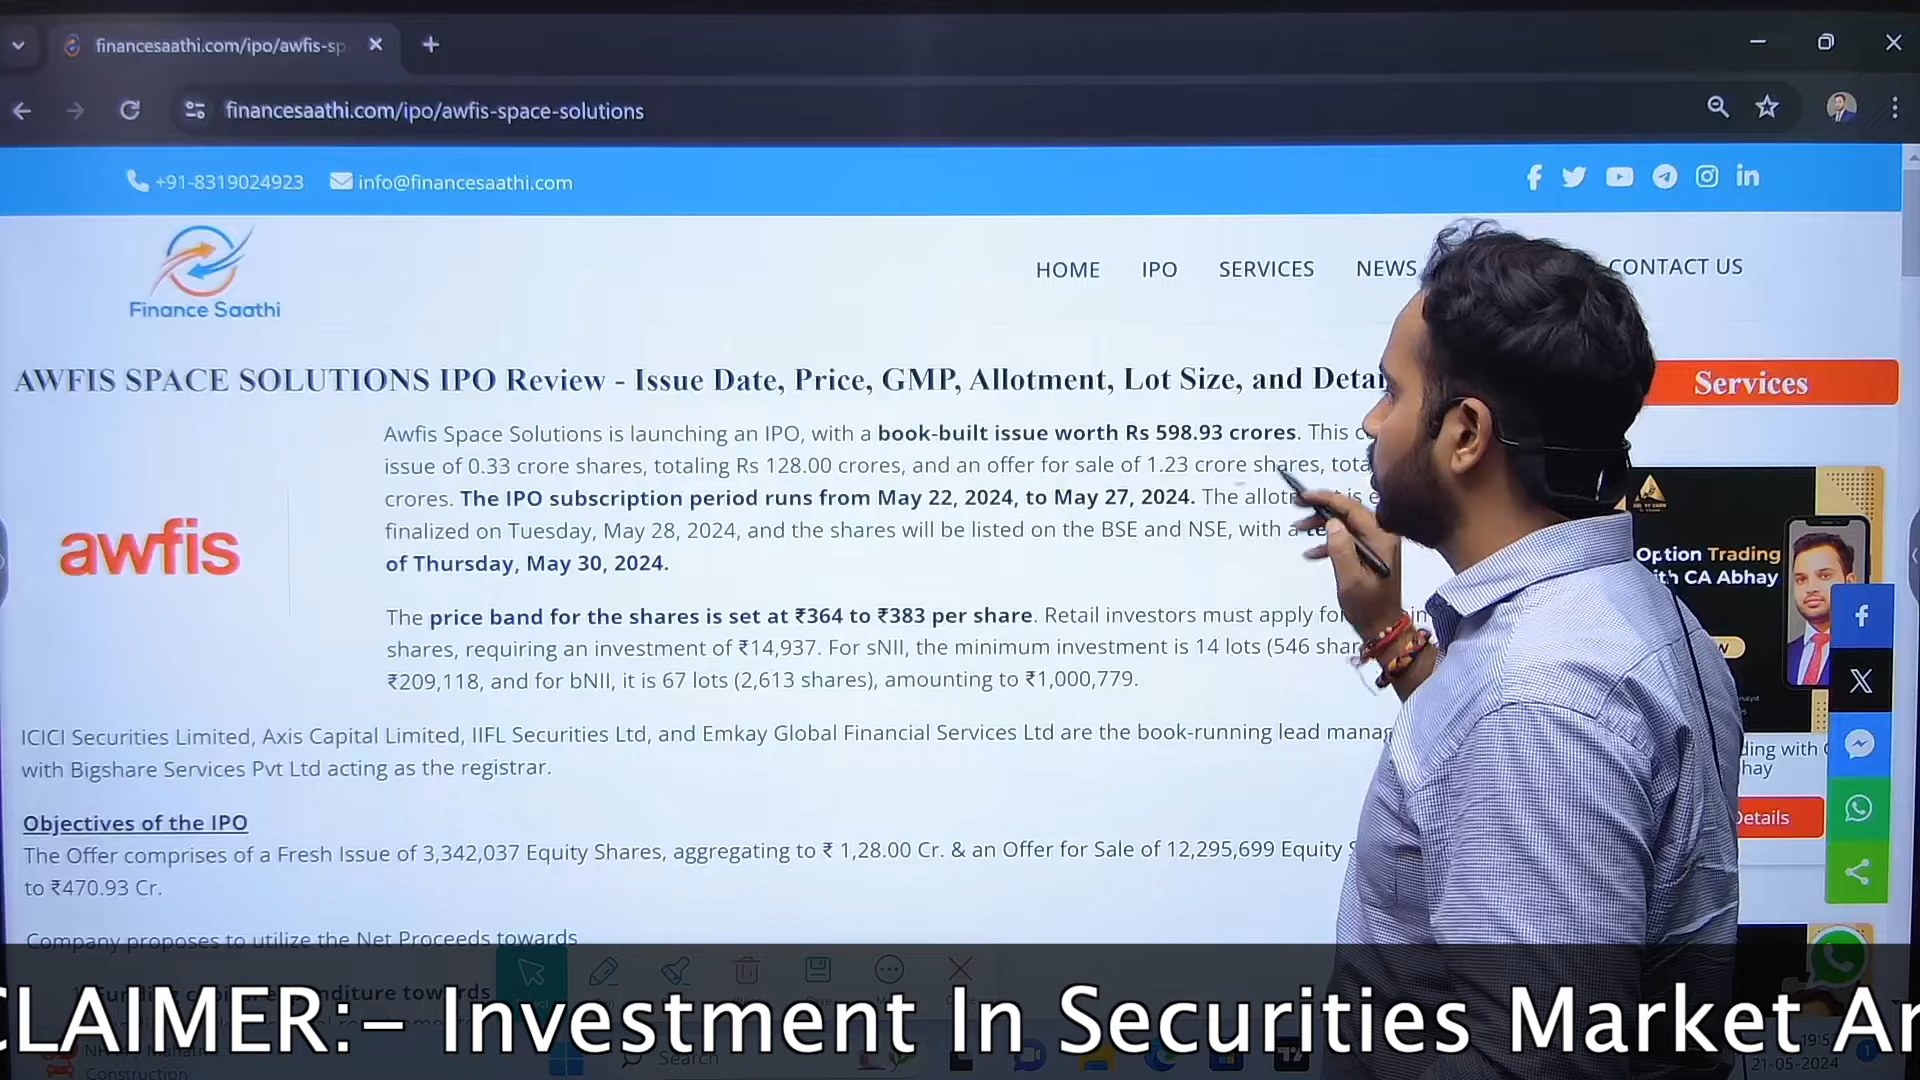 financesaathi.com/ipo/awfis-sp
financesaathi.com/ipo/awfis-space-solutions
+91-8319024923 info@financesaathi.com
Finance Saathi
HOME IPO SERVICES NEWS CONTACT US
AWFIS SPACE SOLUTIONS IPO Review - Issue Date, Price, GMP, Allotment, Lot Size, and Detai
Services
Awfis Space Solutions is launching an IPO, with a book-built issue worth Rs 598.93 crores. This
issue of 0.33 crore shares, totaling Rs 128.00 crores, and an offer for sale of 1.23 crore shares,
crores. The IPO subscription period runs from May 22, 2024, to May 27, 2024. The is
finalized on Tuesday, May 28, 2024, and the shares will be listed on the BSE and NSE, with a
of Thursday, May 30, 2024.
awfis
The price band for the shares is set at ₹364 to ₹383 per share. Retail investors must apply
shares, requiring an investment of ₹14,937. For sNII, the minimum investment is 14 lots (546
₹209,118, and for bNII, it is 67 lots (2,613 shares), amounting to ₹1,000,779.
Option Trading
with CA Abhay
ICICI Securities Limited, Axis Capital Limited, IIFL Securities Ltd, and Emkay Global Financial Services Ltd are the book-running lead
with Bigshare Services Pvt Ltd acting as the registrar.
ding with
hay
Details
Objectives of the IPO
The Offer comprises of a Fresh Issue of 3,342,037 Equity Shares, aggregating to ₹ 1,28.00 Cr. & an Offer for Sale of 12,295,699 Equity
to ₹470.93 Cr.
Company proposes to utilize the Net Proceeds towards
CLAIMER:– Investment In Securities Market Ar
Search
Construction
21-05-2024